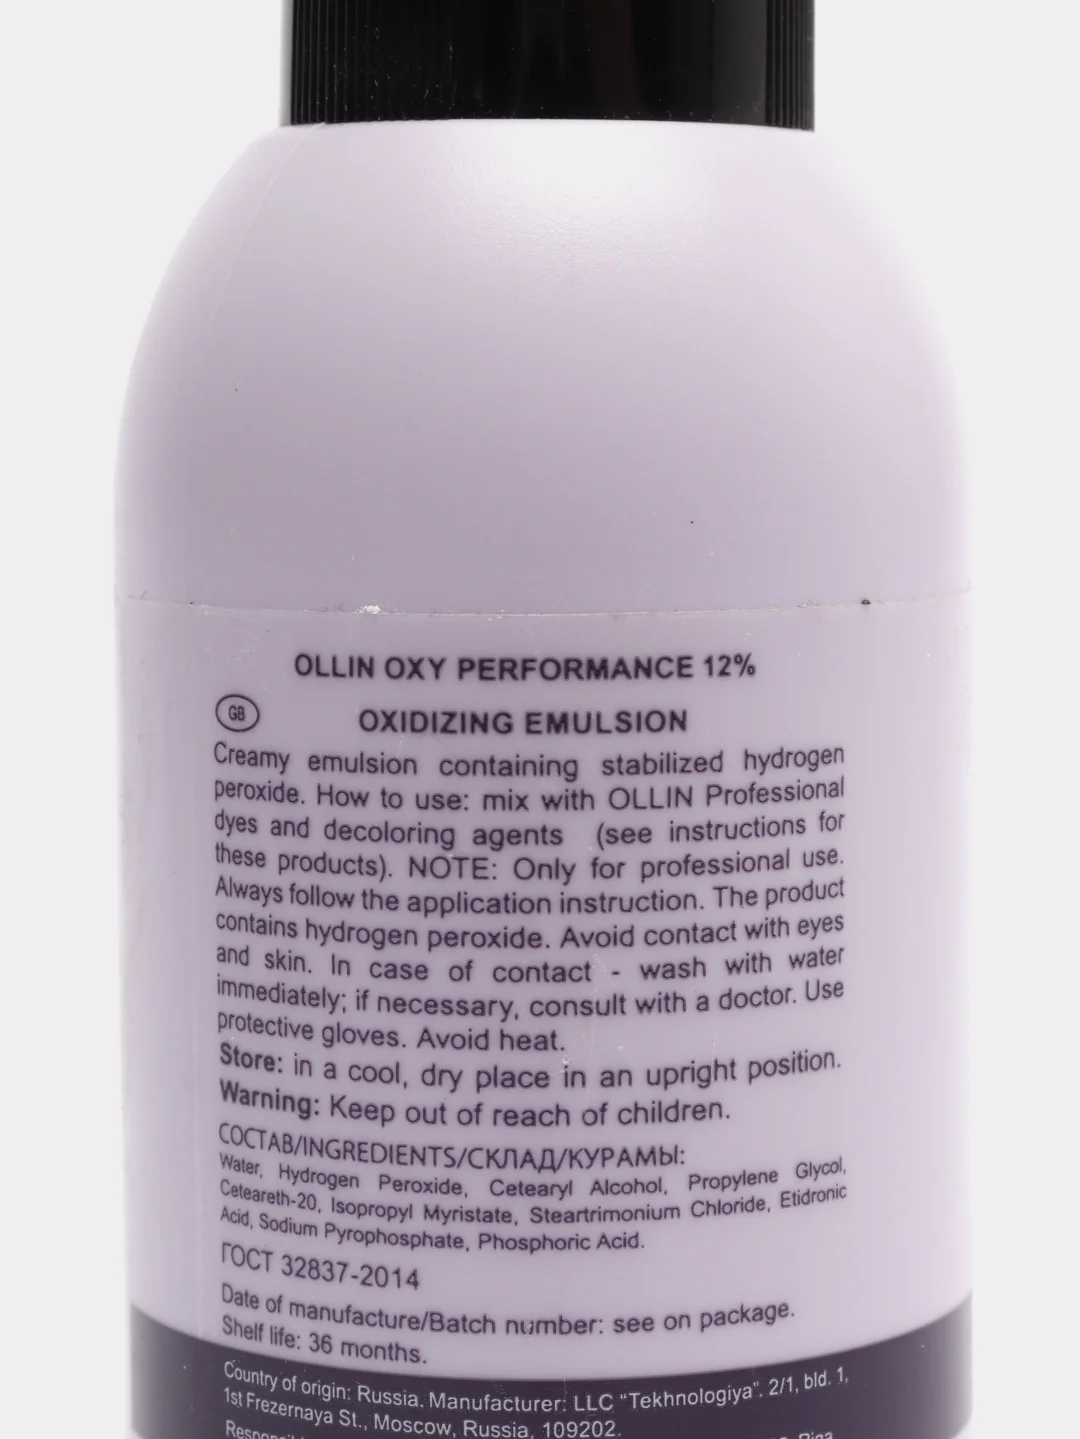 OLLIN OXY PERFORMANCE 12%
GB
OXIDIZING EMULSION
Creamy emulsion containing stabilized hydrogen
peroxide. How to use: mix with OLLIN Professional
dyes and decoloring agents (see instructions for
these products). NOTE: Only for professional use.
Always follow the application instruction. The product
contains hydrogen peroxide. Avoid contact with eyes
and skin. In case of contact - wash with water
immediately; if necessary, consult with a doctor. Use
protective gloves. Avoid heat.
Store: in a cool, dry place in an upright position.
Warning: Keep out of reach of children.
СОСТАВ/INGREDIENTS/СКЛАД/КУРАМЫ:
Water, Hydrogen Peroxide, Cetearyl Alcohol, Propylene Glycol,
Ceteareth-20, Isopropyl Myristate, Steartrimonium Chloride, Etidronic
Acid, Sodium Pyrophosphate, Phosphoric Acid.
ГОСТ 32837-2014
Date of manufacture/Batch number: see on package.
Shelf life: 36 months.
Country of origin: Russia. Manufacturer: LLC "Tekhnologiya". 2/1, bld. 1,
1st Frezernaya St., Moscow, Russia, 109202.
Riga